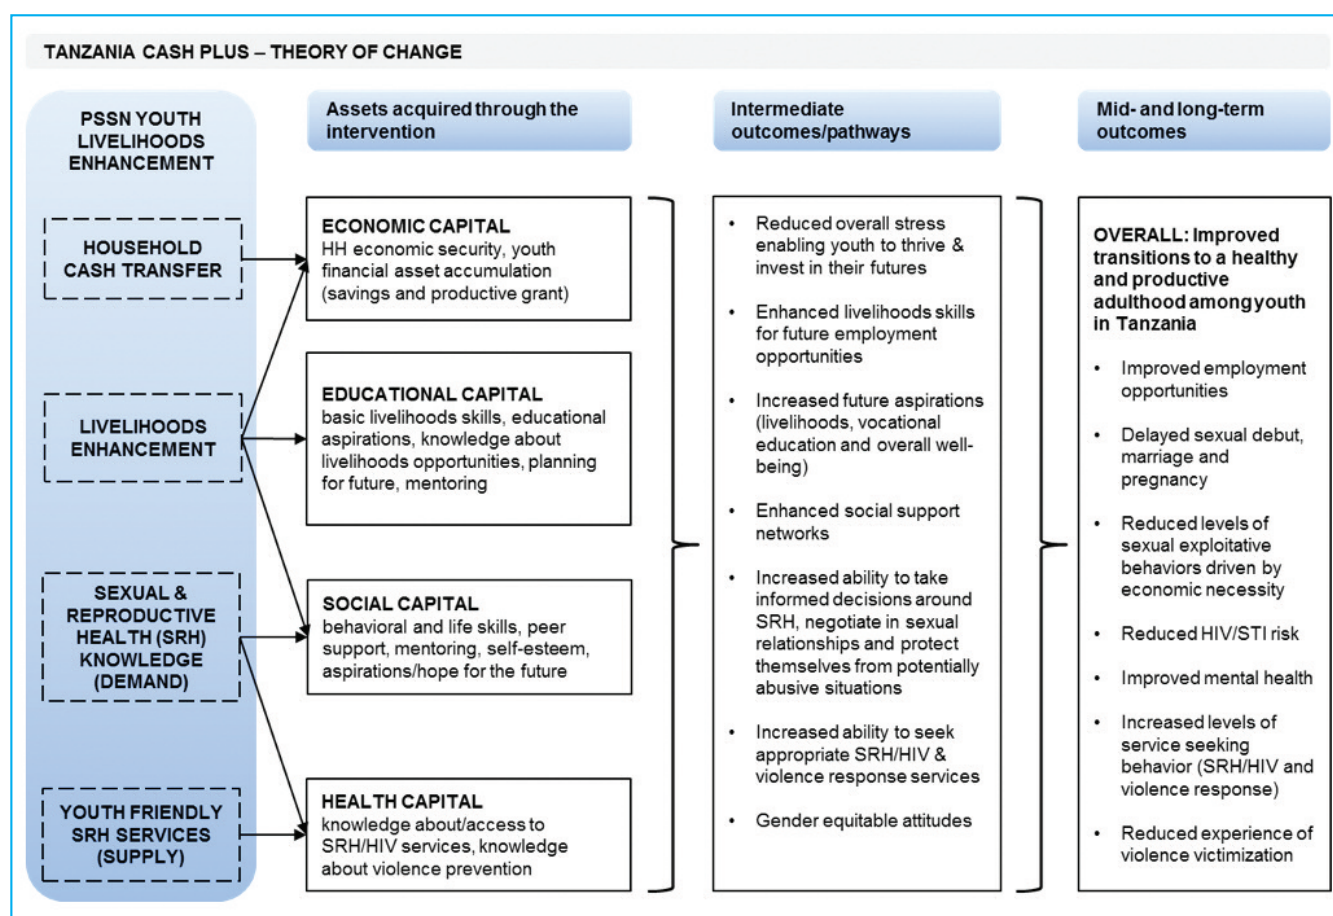 TANZANIA CASH PLUS – THEORY OF CHANGE
PSSN YOUTH
LIVELIHOODS
ENHANCEMENT
HOUSEHOLD
CASH TRANSFER
LIVELIHOODS
ENHANCEMENT
SEXUAL &
REPRODUCTIVE
HEALTH (SRH)
KNOWLEDGE
(DEMAND)
YOUTH FRIENDLY
SRH SERVICES
(SUPPLY)
Assets acquired through the
intervention
ECONOMIC CAPITAL
HH economic security, youth
financial asset accumulation
(savings and productive grant)
EDUCATIONAL CAPITAL
basic livelihoods skills, educational
aspirations, knowledge about
livelihoods opportunities, planning
for future, mentoring
SOCIAL CAPITAL
behavioral and life skills, peer
support, mentoring, self-esteem,
aspirations/hope for the future
HEALTH CAPITAL
knowledge about/access to
SRH/HIV services, knowledge
about violence prevention
Intermediate
outcomes/pathways
• Reduced overall stress
enabling youth to thrive &
invest in their futures
• Enhanced livelihoods skills
for future employment
opportunities
• Increased future aspirations
(livelihoods, vocational
education and overall well-
being)
• Enhanced social support
networks
• Increased ability to take
informed decisions around
SRH, negotiate in sexual
relationships and protect
themselves from potentially
abusive situations
• Increased ability to seek
appropriate SRH/HIV &
violence response services
• Gender equitable attitudes
Mid- and long-term
outcomes
OVERALL: Improved
transitions to a healthy
and productive
adulthood among youth
in Tanzania
• Improved employment
opportunities
• Delayed sexual debut,
marriage and
pregnancy
• Reduced levels of
sexual exploitative
behaviors driven by
economic necessity
• Reduced HIV/STI risk
• Improved mental health
• Increased levels of
service seeking
behavior (SRH/HIV and
violence response)
• Reduced experience of
violence victimization